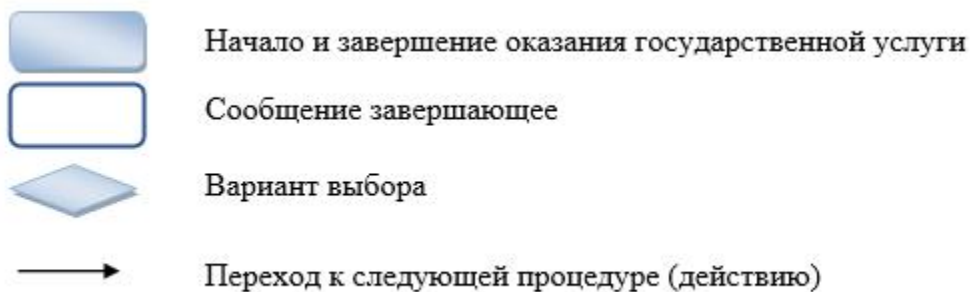 Начало и завершение оказания государственной услуги
Сообщение завершающее
Вариант выбора
Переход к следующей процедуре (действию)